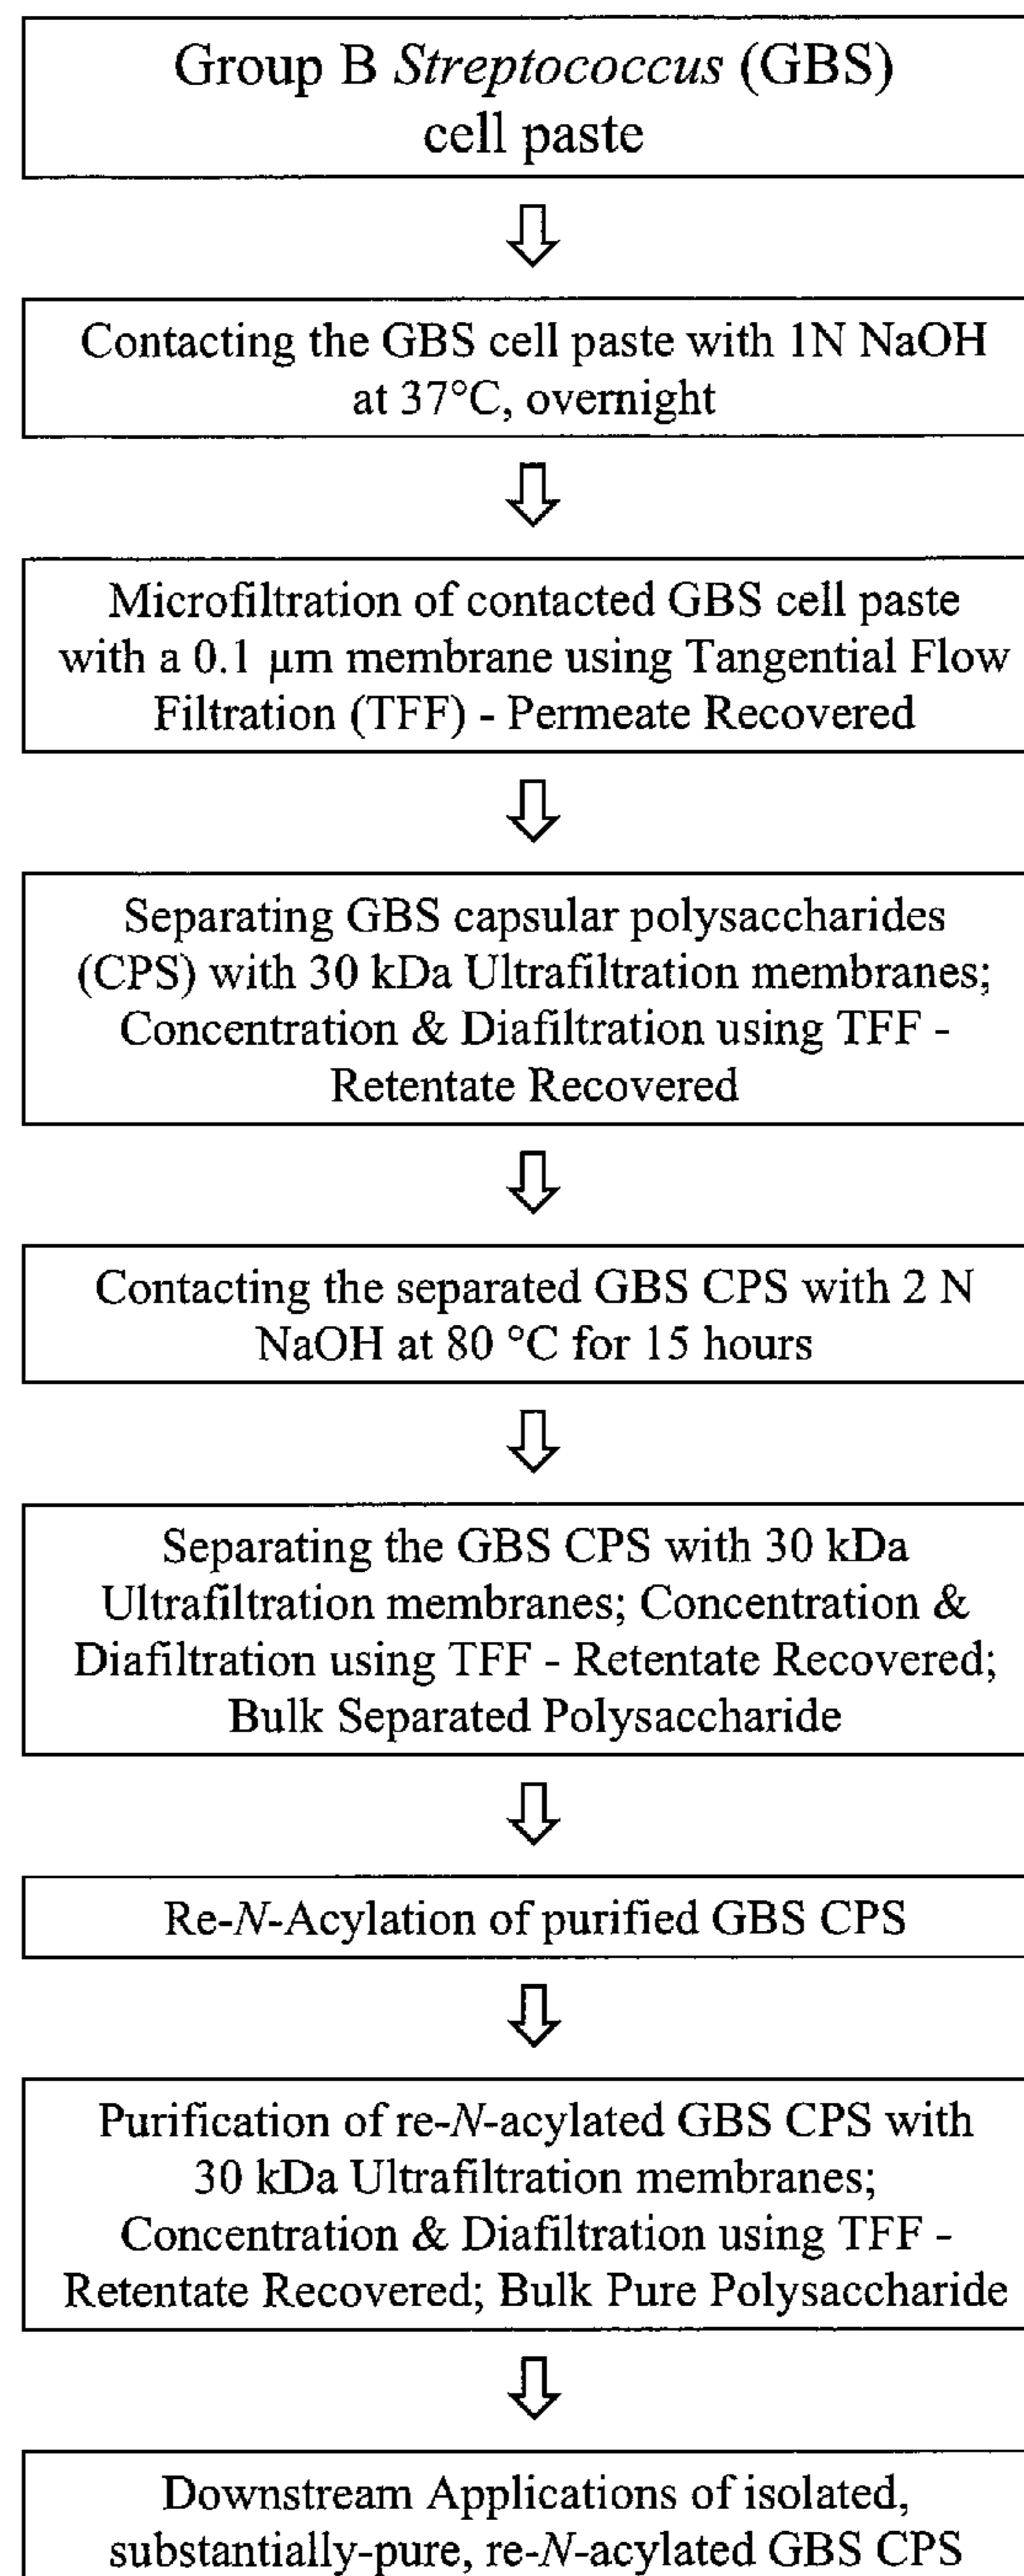 Group B Streptococcus (GBS)
cell paste
Contacting the GBS cell paste with 1N NaOH
at 37°C, overnight
Microfiltration of contacted GBS cell paste
with a 0.1 µm membrane using Tangential Flow
Filtration (TFF) - Permeate Recovered
Separating GBS capsular polysaccharides
(CPS) with 30 kDa Ultrafiltration membranes;
Concentration & Diafiltration using TFF -
Retentate Recovered
Contacting the separated GBS CPS with 2 N
NaOH at 80 °C for 15 hours
Separating the GBS CPS with 30 kDa
Ultrafiltration membranes; Concentration &
Diafiltration using TFF - Retentate Recovered;
Bulk Separated Polysaccharide
Re-N-Acylation of purified GBS CPS
Purification of re-N-acylated GBS CPS with
30 kDa Ultrafiltration membranes;
Concentration & Diafiltration using TFF -
Retentate Recovered; Bulk Pure Polysaccharide
Downstream Applications of isolated,
substantially-pure, re-N-acylated GBS CPS